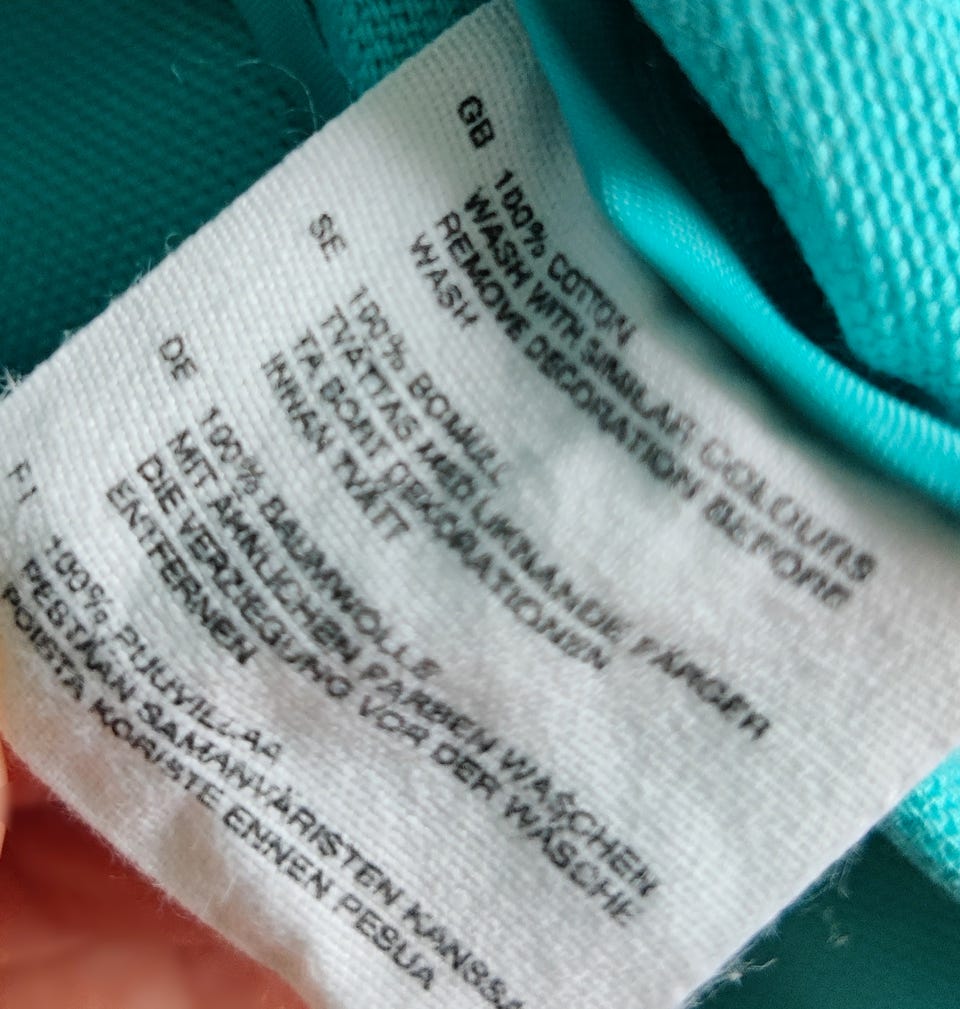 GB
100% COTTON
WASH WITH SIMILAR COLOURS
REMOVE DECORATION BEFORE
WASH
SE
100% BOMULL
TVÄTTAS MED LIKNANDE FÄRGER
TA BORT DEKORATIONEN
INNAN TVÄTT
DE
100% BAUMWOLLE
MIT ÄHNLICHEN FARBEN WASCHEN
DIE VERZIEGUNG VOR DER WÄSCHE
ENTFERNEN
FI
100% PUUVILLAA
PESTÄÄN SAMANVÄRISTEN KANSSA
POISTA KORISTE ENNEN PESUA